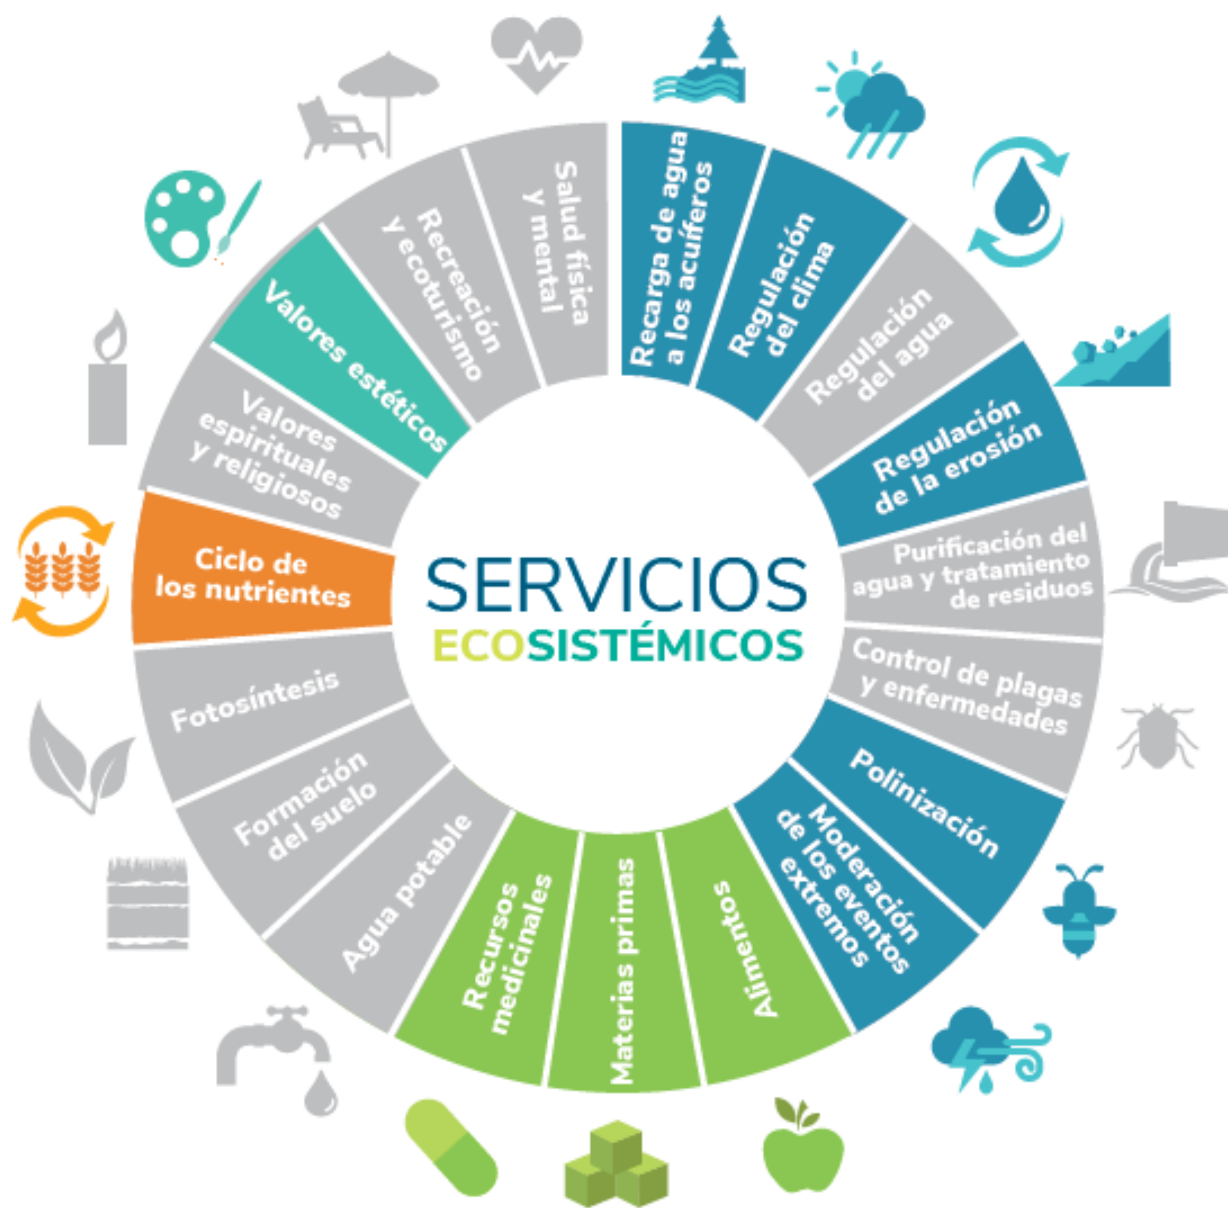 SERVICIOS
ECOSISTÉMICOS
Recarga de agua
a los acuíferos
Regulación
del clima
Regulación
del agua
Regulación
de la erosión
Purificación del
agua y tratamiento
de residuos
Control de plagas
y enfermedades
Polinización
Moderación
de los eventos
extremos
Alimentos
Materias primas
Recursos
medicinales
Agua potable
Formación
del suelo
Fotosíntesis
Ciclo de
los nutrientes
Valores
espirituales
y religiosos
Valores estéticos
Recreación
y ecoturismo
Salud física
y mental